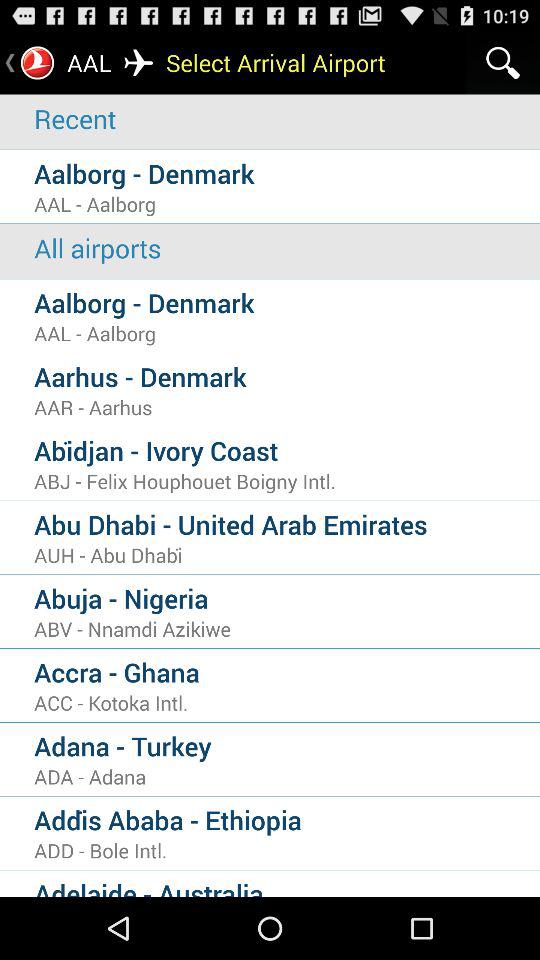 10:19
AAL Select Arrival Airport
Recent
Aalborg - Denmark
AAL - Aalborg
All airports
Aalborg - Denmark
AAL - Aalborg
Aarhus - Denmark
AAR - Aarhus
Abidjan - Ivory Coast
ABJ - Felix Houphouet Boigny Intl.
Abu Dhabi - United Arab Emirates
AUH - Abu Dhabi
Abuja - Nigeria
ABV - Nnamdi Azikiwe
Accra - Ghana
ACC - Kotoka Intl.
Adana - Turkey
ADA - Adana
Addis Ababa - Ethiopia
ADD - Bole Intl.
Adelaide - Australia